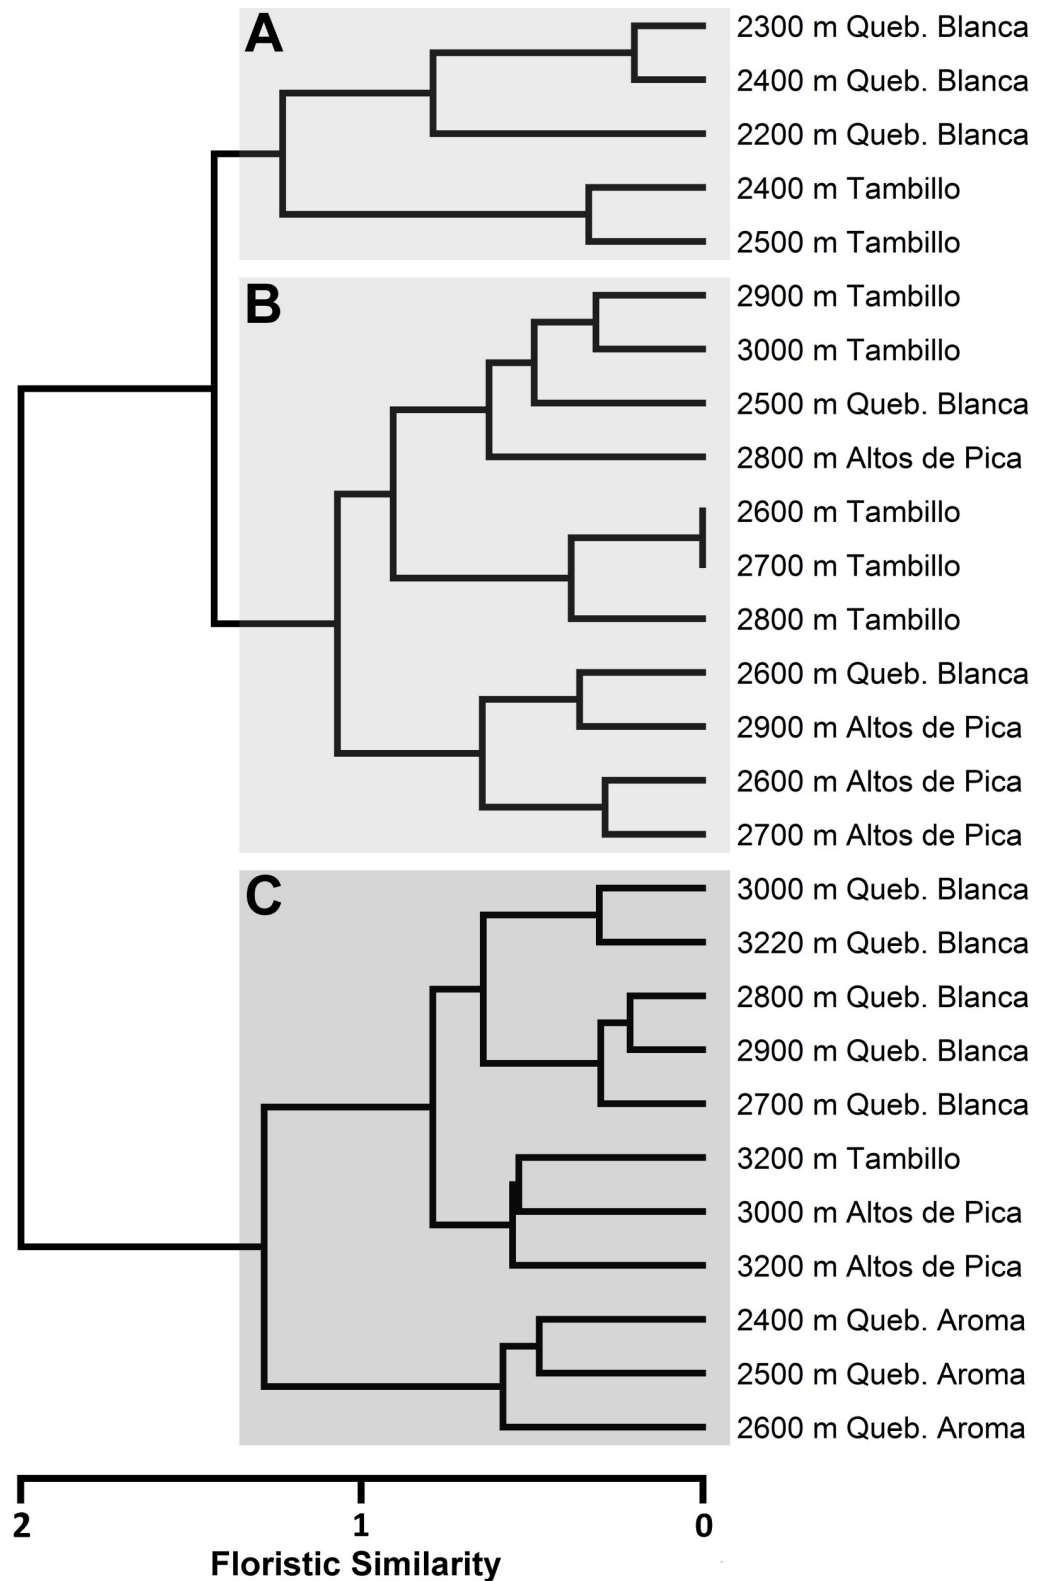 A
2300 m Queb. Blanca
2400 m Queb. Blanca
2200 m Queb. Blanca
2400 m Tambillo
2500 m Tambillo
B
2900 m Tambillo
3000 m Tambillo
2500 m Queb. Blanca
2800 m Altos de Pica
2600 m Tambillo
2700 m Tambillo
2800 m Tambillo
2600 m Queb. Blanca
2900 m Altos de Pica
2600 m Altos de Pica
2700 m Altos de Pica
C
3000 m Queb. Blanca
3220 m Queb. Blanca
2800 m Queb. Blanca
2900 m Queb. Blanca
2700 m Queb. Blanca
3200 m Tambillo
3000 m Altos de Pica
3200 m Altos de Pica
2400 m Queb. Aroma
2500 m Queb. Aroma
2600 m Queb. Aroma
2 1 0
Floristic Similarity